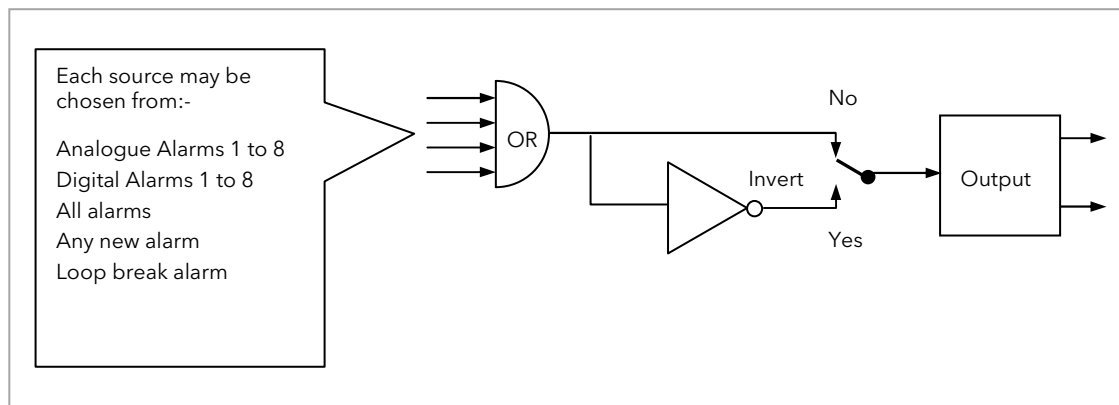 Each source may be
chosen from:-
Analogue Alarms 1 to 8
Digital Alarms 1 to 8
All alarms
Any new alarm
Loop break alarm
OR
No
Invert
Yes
Output